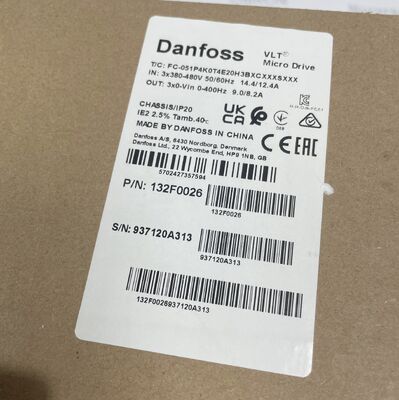 Danfoss
VLT®
Micro Drive
T/C: FC-051P4K0T4E20H3BXCXXXSXXX
IN: 3x380-480V 50/60Hz 14.4/12.4A
OUT: 3x0-Vin 0-400Hz 9.0/8.2A
CHASSIS/IP20
IE2 2.5% Tamb.40c
UK
CA
CE EAC
MADE BY DANFOSS IN CHINA
Danfoss A/S, 6430 Nordborg, Denmark
Danfoss Ltd., 22 Wycombe End, HP9 1NB, GB
5702427357594
P/N: 132F0026
132F0026
S/N: 937120A313
937120A313
132F0026937120A313